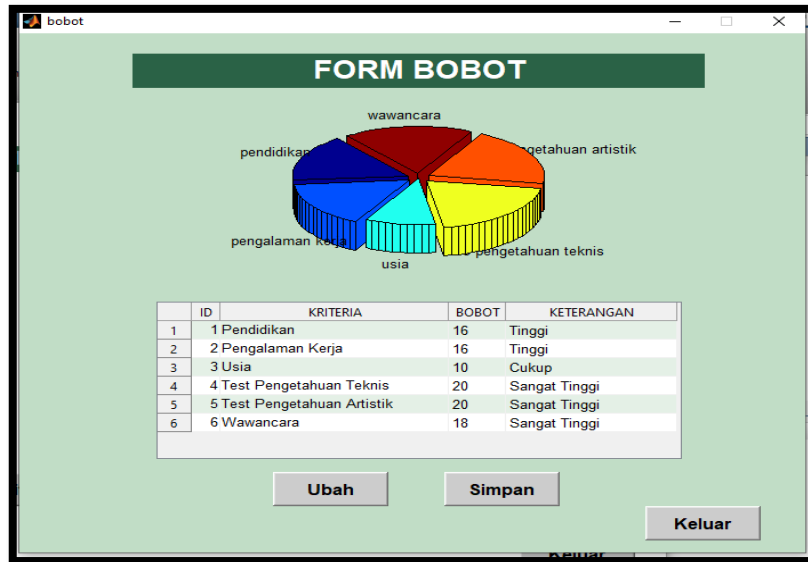 bobot
FORM BOBOT
wawancara
pendidikan
pengetahuan artistik
pengalaman kerja
pengetahuan teknis
usia
ID KRITERIA BOBOT KETERANGAN
1 1 Pendidikan 16 Tinggi
2 2 Pengalaman Kerja 16 Tinggi
3 3 Usia 10 Cukup
4 4 Test Pengetahuan Teknis 20 Sangat Tinggi
5 5 Test Pengetahuan Artistik 20 Sangat Tinggi
6 6 Wawancara 18 Sangat Tinggi
Ubah Simpan
Keluar
Keluar